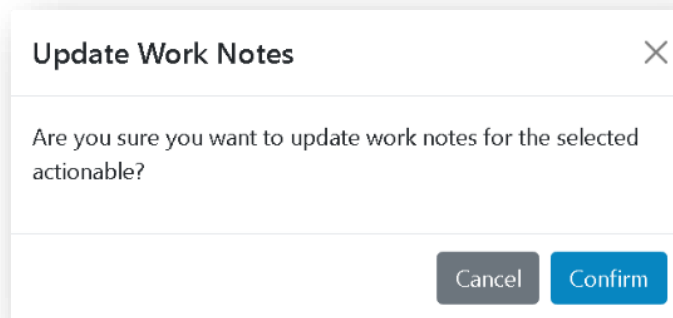 Update Work Notes
Are you sure you want to update work notes for the selected
actionable?
Cancel Confirm